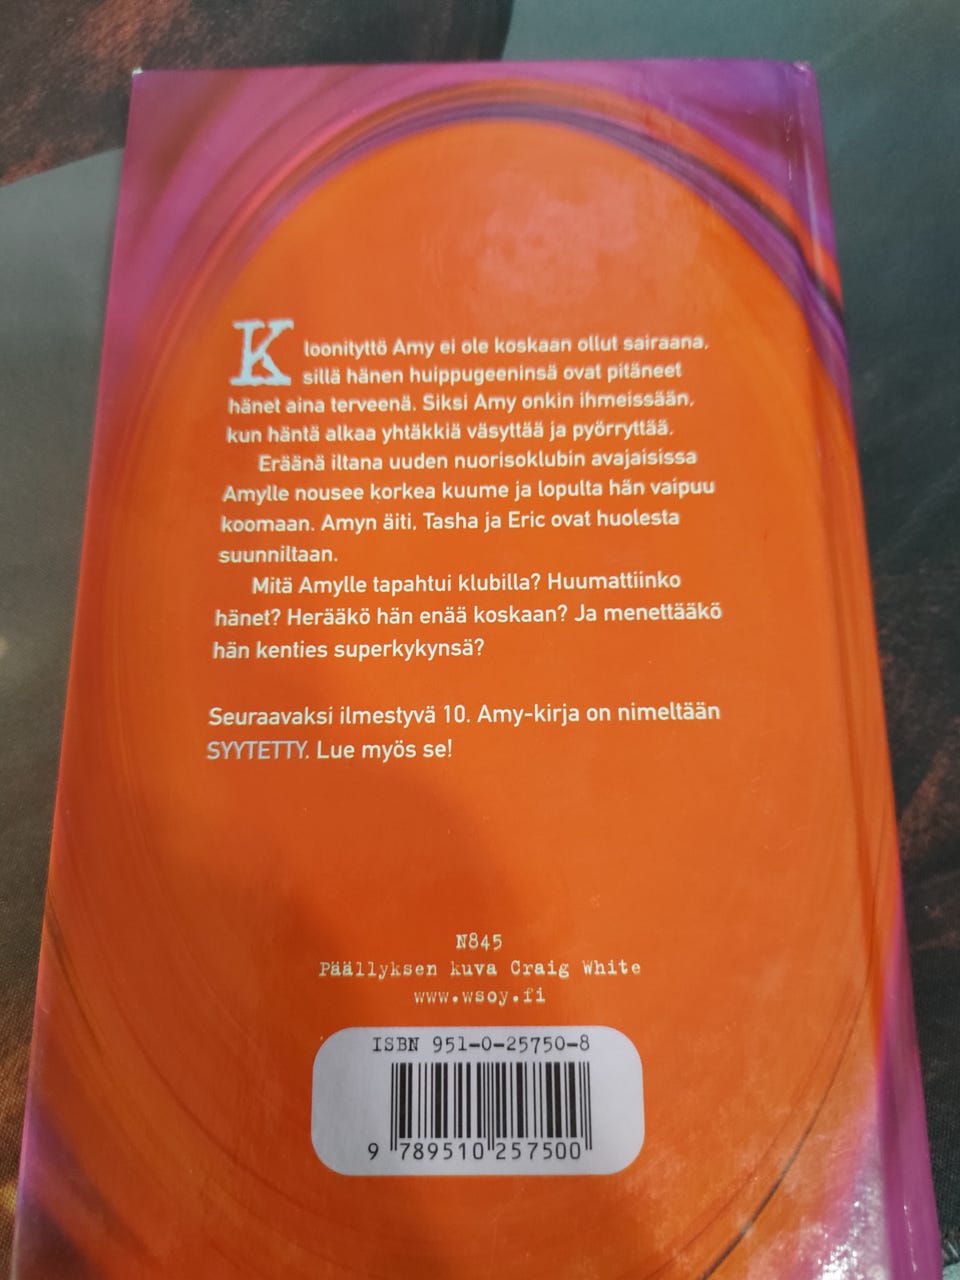 Kloonityttö Amy ei ole koskaan ollut sairaana,
sillä hänen huippugeeninsä ovat pitäneet
hänet aina terveenä. Siksi Amy onkin ihmeissään,
kun häntä alkaa yhtäkkiä väsyttää ja pyörryttää.
Eräänä iltana uuden nuorisoklubin avajaisissa
Amylle nousee korkea kuume ja lopulta hän vaipuu
koomaan. Amyn äiti, Tasha ja Eric ovat huolesta
suunniltaan.
Mitä Amylle tapahtui klubilla? Huumattiinko
hänet? Herääkö hän enää koskaan? Ja menettääkö
hän kenties superkykynsä?
Seuraavaksi ilmestyvä 10. Amy-kirja on nimeltään
SYYTETTY. Lue myös se!
N845
Päällyksen kuva Craig White
www.wsoy.fi
ISBN 951-0-25750-8
9 789510 257500